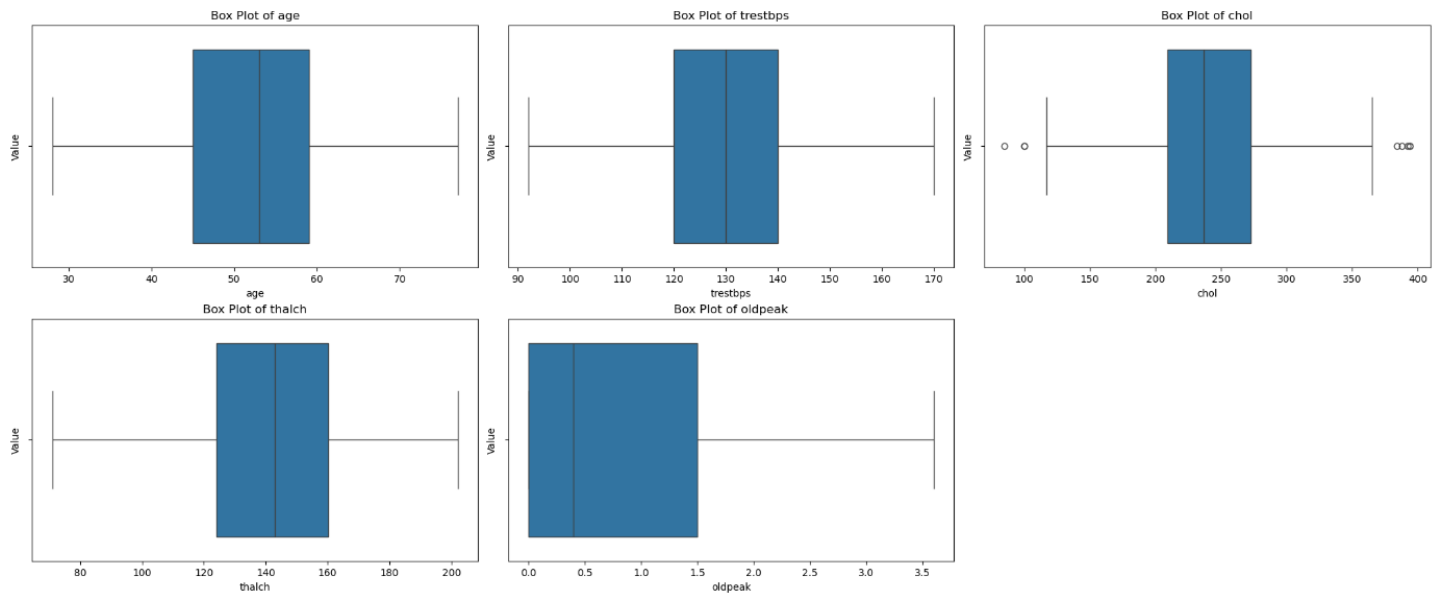 Box Plot of age
Value
30 40 50 60 70
age
Box Plot of trestbps
Value
90 100 110 120 130 140 150 160 170
trestbps
Box Plot of chol
Value
100 150 200 250 300 350 400
chol
Box Plot of thalch
Value
80 100 120 140 160 180 200
thalch
Box Plot of oldpeak
Value
0.0 0.5 1.0 1.5 2.0 2.5 3.0 3.5
oldpeak